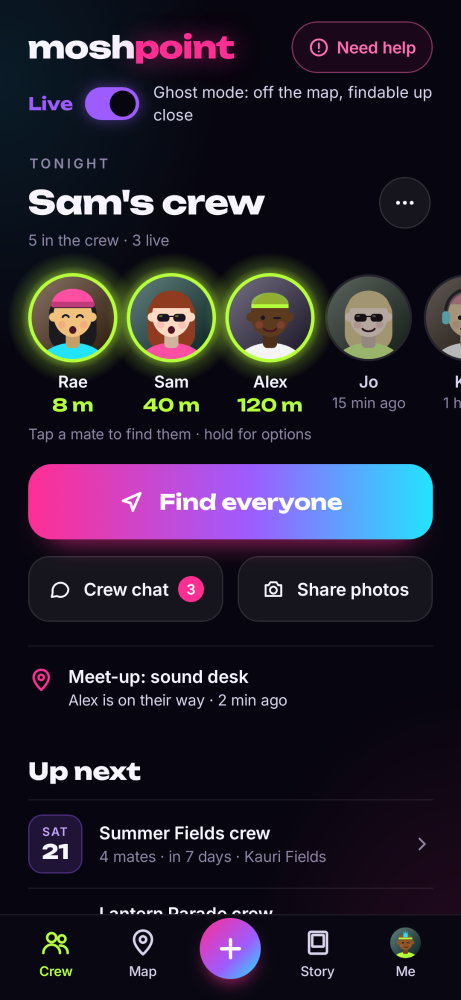 moshpoint
Need help
Live
Ghost mode: off the map, findable up
close
TONIGHT
Sam's crew
5 in the crew · 3 live
Rae
Sam
Alex
Jo
8 m
40 m
120 m
15 min ago
1 h
Tap a mate to find them · hold for options
Find everyone
Crew chat 3
Share photos
Meet-up: sound desk
Alex is on their way · 2 min ago
Up next
SAT
21
Summer Fields crew
4 mates · in 7 days · Kauri Fields
Lantern Parade crew
Crew
Map
Story
Me